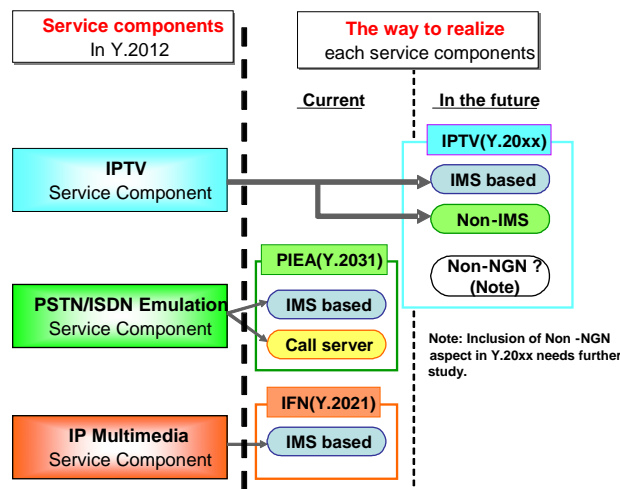 Service components
In Y.2012
The way to realize
each service components
Current
In the future
IPTV(Y.20xx)
IPTV
Service Component
IMS based
Non-IMS
Non-NGN ?
(Note)
PIEA(Y.2031)
PSTN/ISDN Emulation
Service Component
IMS based
Call server
Note: Inclusion of Non -NGN
aspect in Y.20xx needs further
study.
IFN(Y.2021)
IP Multimedia
Service Component
IMS based